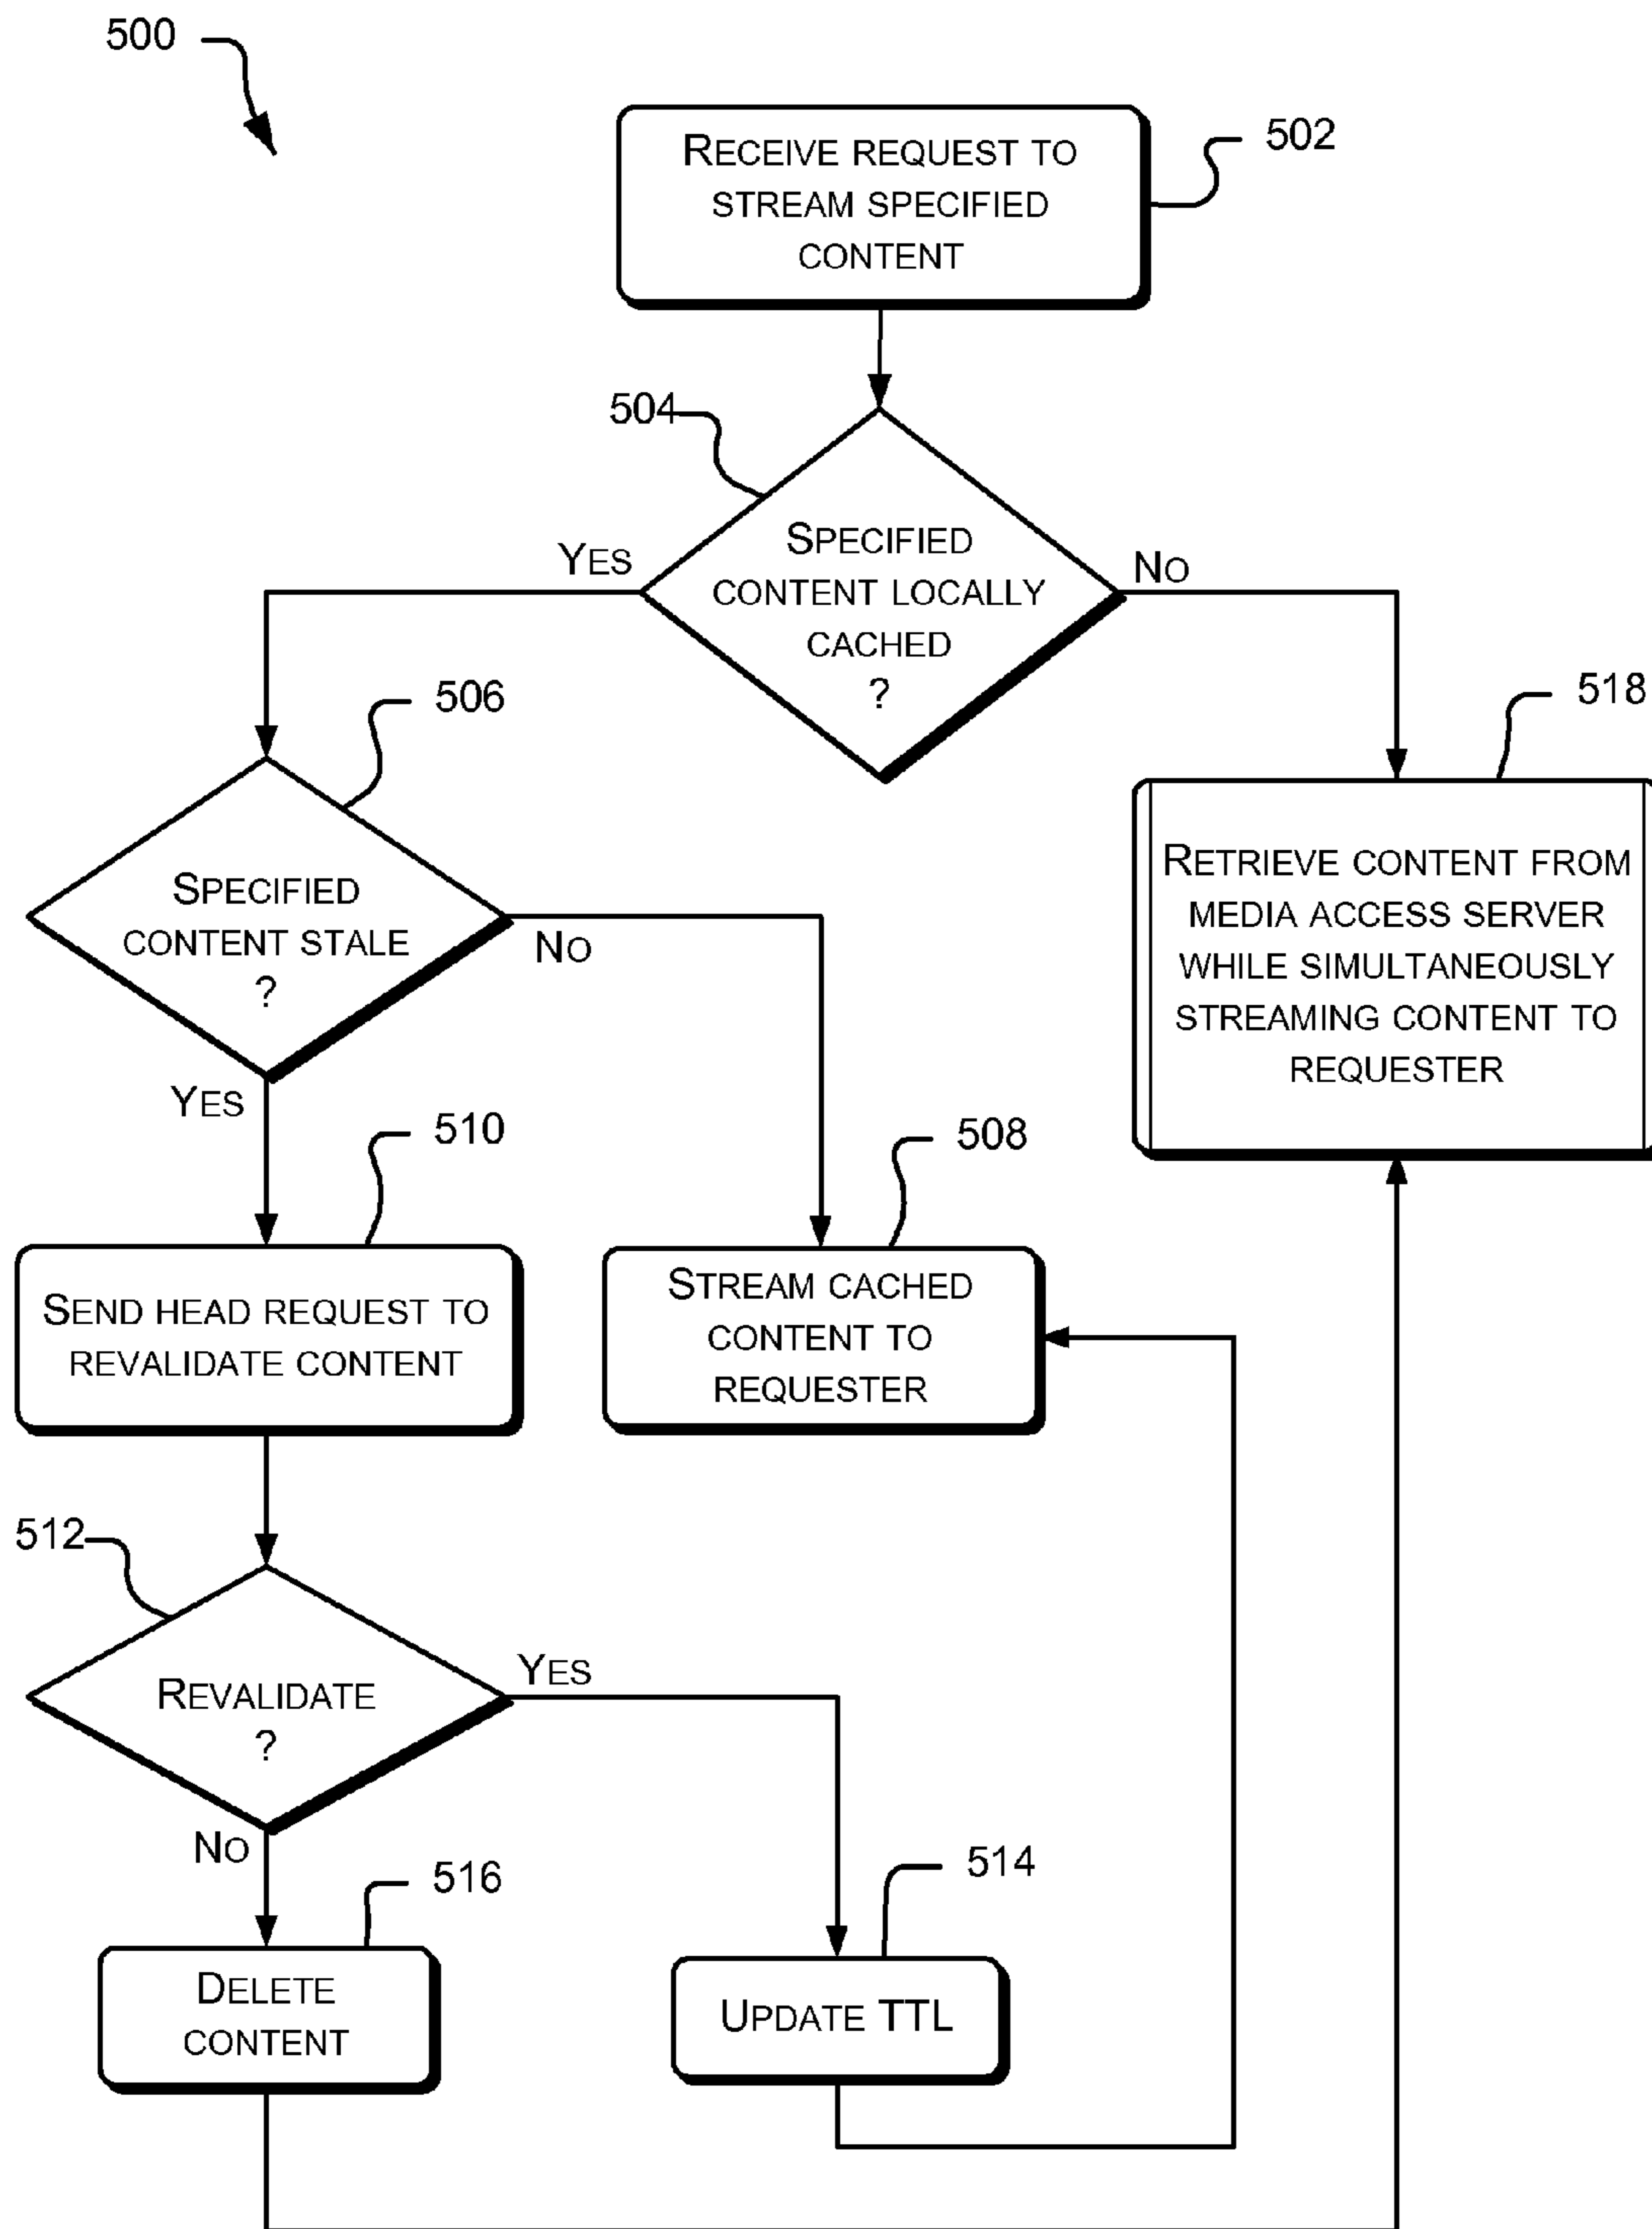 500
RECEIVE REQUEST TO
STREAM SPECIFIED
CONTENT
502
504
SPECIFIED
CONTENT LOCALLY
CACHED
?
YES
NO
506
518
SPECIFIED
CONTENT STALE
?
NO
YES
RETRIEVE CONTENT FROM
MEDIA ACCESS SERVER
WHILE SIMULTANEOUSLY
STREAMING CONTENT TO
REQUESTER
510
508
SEND HEAD REQUEST TO
REVALIDATE CONTENT
STREAM CACHED
CONTENT TO
REQUESTER
512
REVALIDATE
?
YES
NO
516
514
DELETE
CONTENT
UPDATE TTL